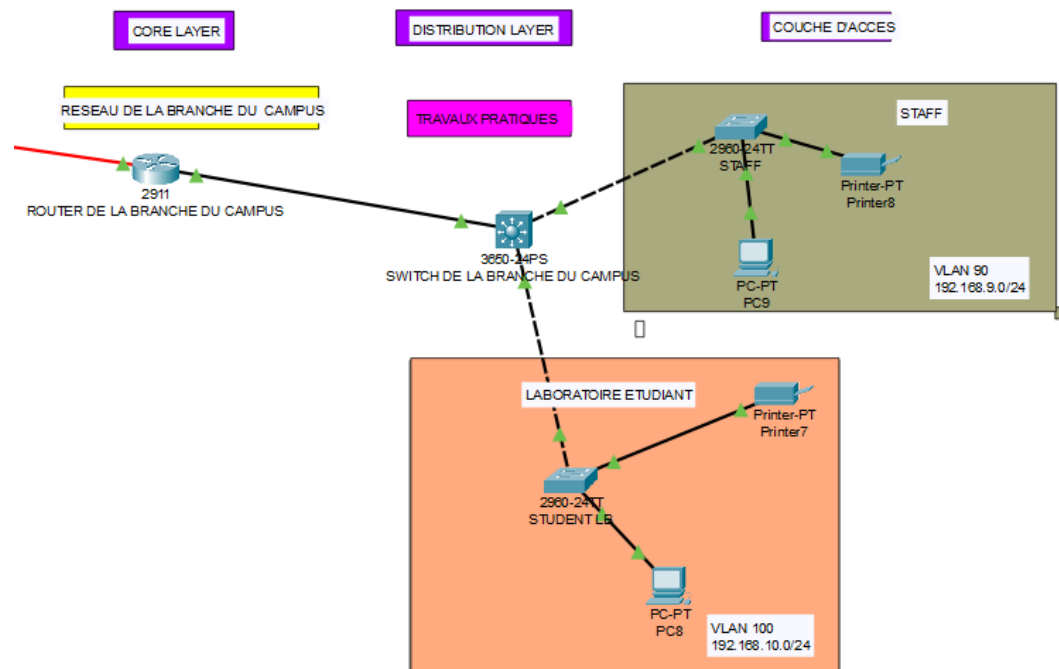 CORE LAYER
DISTRIBUTION LAYER
COUCHE D'ACCES
RESEAU DE LA BRANCHE DU CAMPUS
TRAVAUX PRATIQUES
STAFF
2960-24TT
STAFF
Printer-PT
Printer8
2911
ROUTER DE LA BRANCHE DU CAMPUS
3650-24PS
SWITCH DE LA BRANCHE DU CAMPUS
PC-PT
PC9
VLAN 90
192.168.9.0/24
LABORATOIRE ETUDIANT
Printer-PT
Printer7
2960-24TT
STUDENT LB
PC-PT
PC8
VLAN 100
192.168.10.0/24